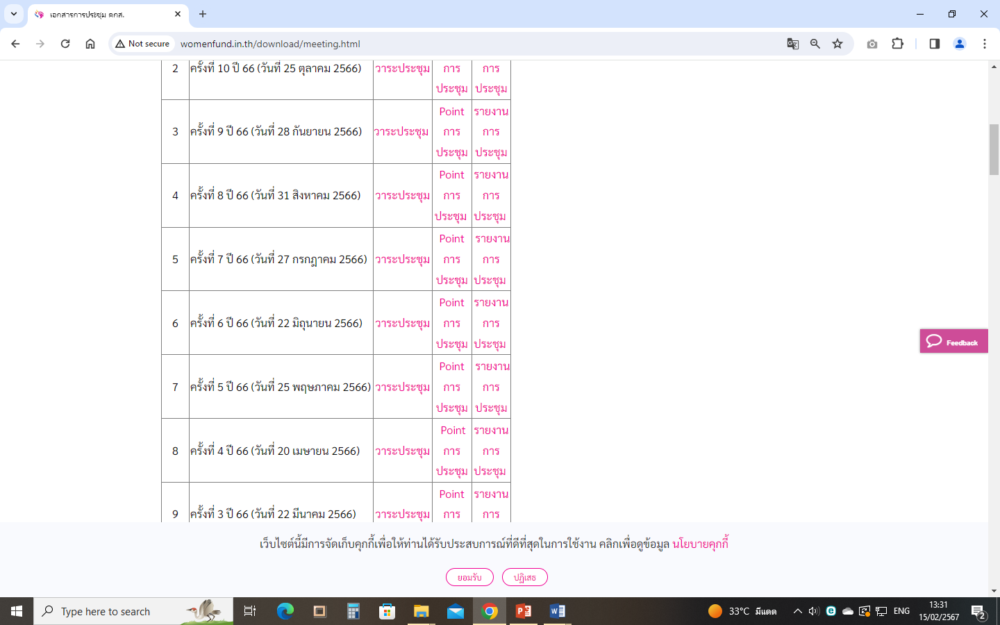 เอกสารการประชุม ดกส.
Not secure
womenfund.in.th/download/meeting.html
2
ครั้งที่ 10 ปี 66 (วันที่ 25 ตุลาคม 2566)
วาระประชุม
การ
ประชุม
การ
ประชุม
3
ครั้งที่ 9 ปี 66 (วันที่ 28 กันยายน 2566)
วาระประชุม
Point
การ
ประชุม
รายงาน
การ
ประชุม
4
ครั้งที่ 8 ปี 66 (วันที่ 31 สิงหาคม 2566)
วาระประชุม
Point
การ
ประชุม
รายงาน
การ
ประชุม
5
ครั้งที่ 7 ปี 66 (วันที่ 27 กรกฎาคม 2566)
วาระประชุม
Point
การ
ประชุม
รายงาน
การ
ประชุม
6
ครั้งที่ 6 ปี 66 (วันที่ 22 มิถุนายน 2566)
วาระประชุม
Point
การ
ประชุม
รายงาน
การ
ประชุม
7
ครั้งที่ 5 ปี 66 (วันที่ 25 พฤษภาคม 2566)
วาระประชุม
Point
การ
ประชุม
รายงาน
การ
ประชุม
8
ครั้งที่ 4 ปี 66 (วันที่ 20 เมษายน 2566)
วาระประชุม
Point
การ
ประชุม
รายงาน
การ
ประชุม
9
ครั้งที่ 3 ปี 66 (วันที่ 22 มีนาคม 2566)
วาระประชุม
Point
การ
รายงาน
การ
Feedback
เว็บไซต์นี้มีการจัดเก็บคุกกี้เพื่อให้ท่านได้รับประสบการณ์ที่ดีที่สุดในการใช้งาน คลิกเพื่อดูข้อมูล นโยบายคุกกี้
ยอมรับ
ปฏิเสธ
Type here to search
33°C มีแดด
ENG
13:31
15/02/2567
2